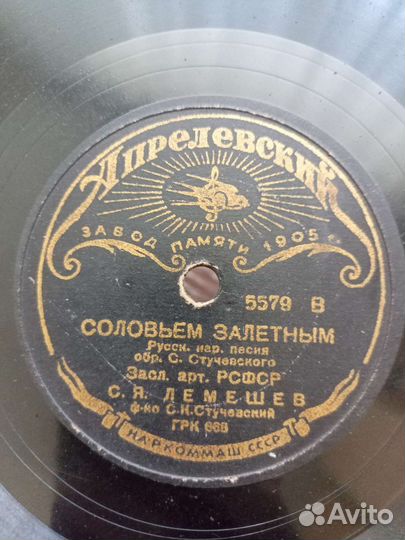 Апрелевский
ЗАВОД ПАМЯТИ 1905 г.
5579 В
СОЛОВЬЕМ ЗАЛЕТНЫМ
Русск. нар. песня
обр. С. Стучевского
Засл. арт. РСФСР
С. Я. ЛЕМЕШЕВ
ф-но С. К. Стучевский
ГРК 668
НАРКОММАШ СССР
Avito